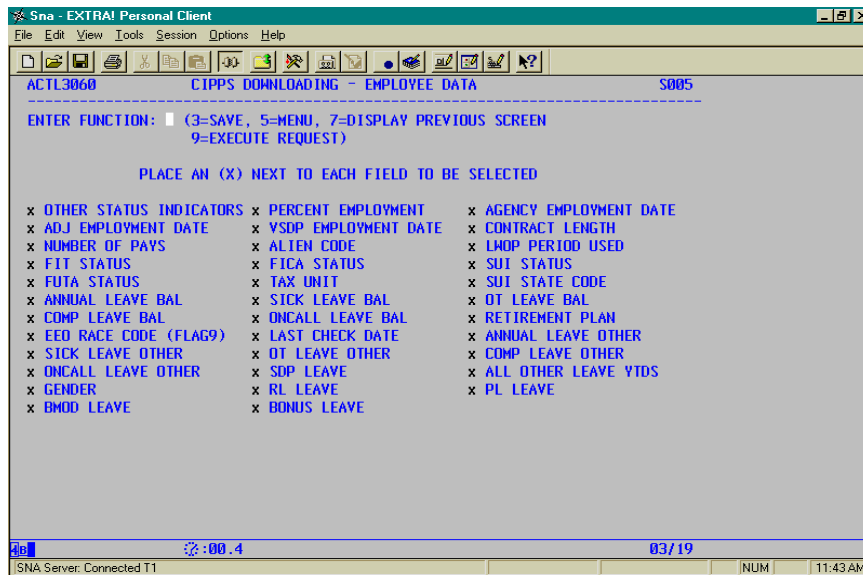 Sna - EXTRA! Personal Client
File Edit View Tools Session Options Help
ACTL3060 CIPPS DOWNLOADING - EMPLOYEE DATA S005
ENTER FUNCTION: (3=SAVE, 5=MENU, 7=DISPLAY PREVIOUS SCREEN
9=EXECUTE REQUEST)
PLACE AN (X) NEXT TO EACH FIELD TO BE SELECTED
x OTHER STATUS INDICATORS x PERCENT EMPLOYMENT x AGENCY EMPLOYMENT DATE
x ADJ EMPLOYMENT DATE x VSDP EMPLOYMENT DATE x CONTRACT LENGTH
x NUMBER OF PAYS x ALIEN CODE x LWOP PERIOD USED
x FIT STATUS x FICA STATUS x SUI STATUS
x FUTA STATUS x TAX UNIT x SUI STATE CODE
x ANNUAL LEAVE BAL x SICK LEAVE BAL x OT LEAVE BAL
x COMP LEAVE BAL x ONCALL LEAVE BAL x RETIREMENT PLAN
x EEO RACE CODE (FLAG9) x LAST CHECK DATE x ANNUAL LEAVE OTHER
x SICK LEAVE OTHER x OT LEAVE OTHER x COMP LEAVE OTHER
x ONCALL LEAVE OTHER x SDP LEAVE x ALL OTHER LEAVE YTDS
x GENDER x RL LEAVE x PL LEAVE
x BMOD LEAVE x BONUS LEAVE
4B :00.4 03/19
SNA Server: Connected T1 NUM 11:43 AM